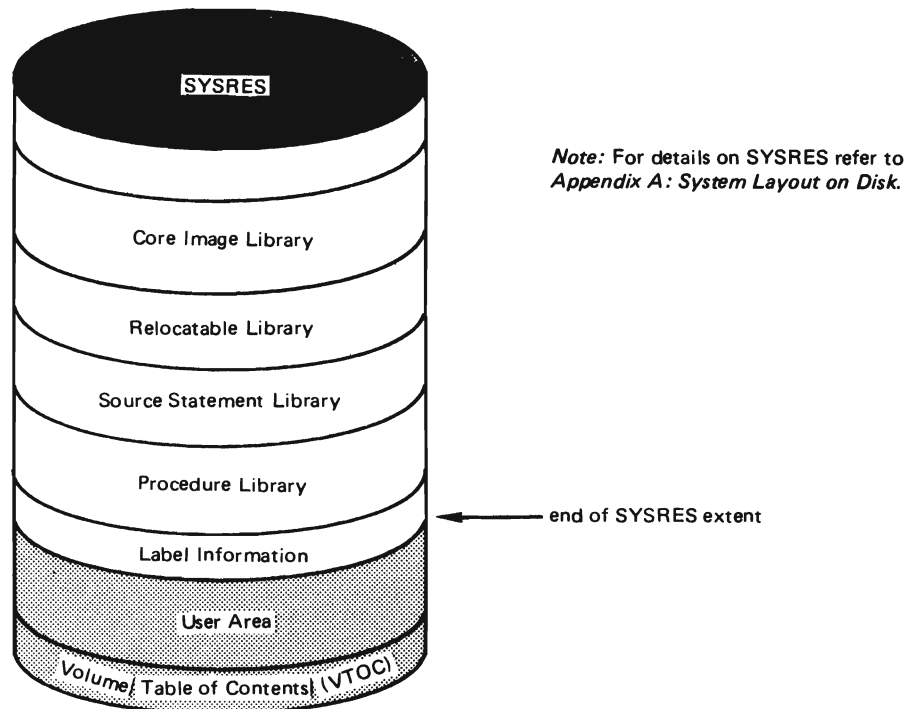 SYSRES
Note: For details on SYSRES refer to
Appendix A: System Layout on Disk.
Core Image Library
Relocatable Library
Source Statement Library
Procedure Library
end of SYSRES extent
Label Information
User Area
Volume Table of Contents (VTOC)